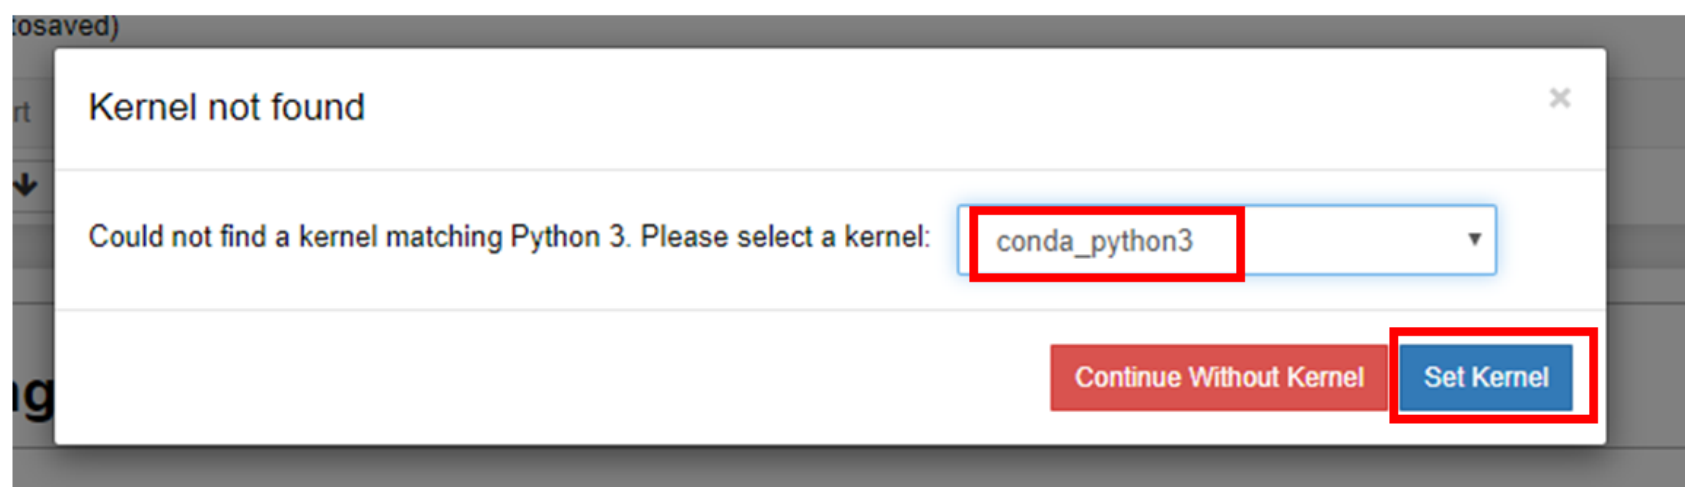 tosaved)
Kernel not found
×
rt
Could not find a kernel matching Python 3. Please select a kernel: conda_python3
Continue Without Kernel Set Kernel
ng